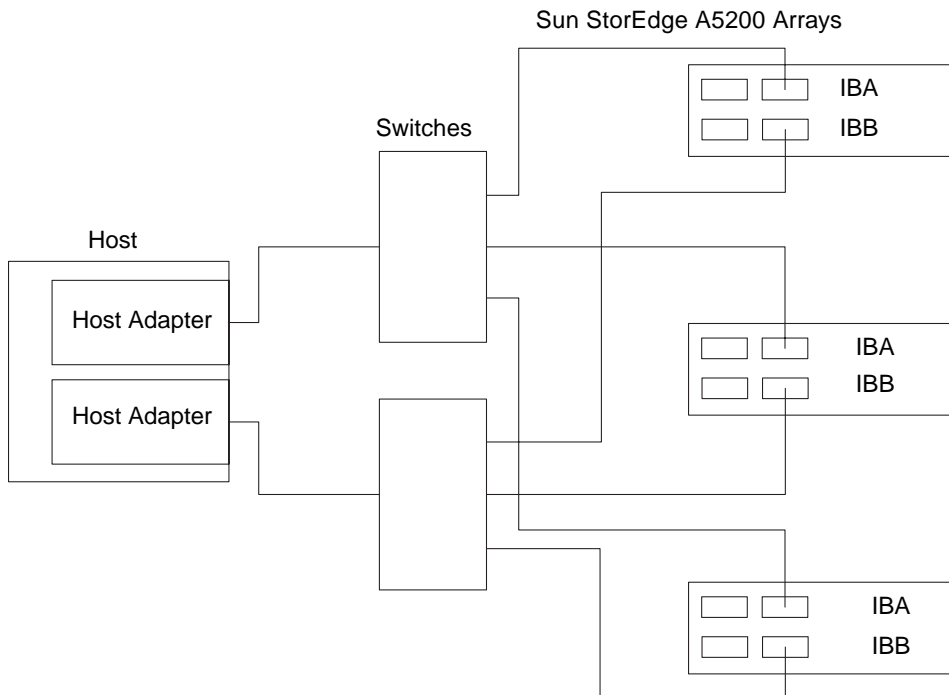 Sun StorEdge A5200 Arrays
IBA
IBB
Switches
Host
Host Adapter
Host Adapter
IBA
IBB
IBA
IBB